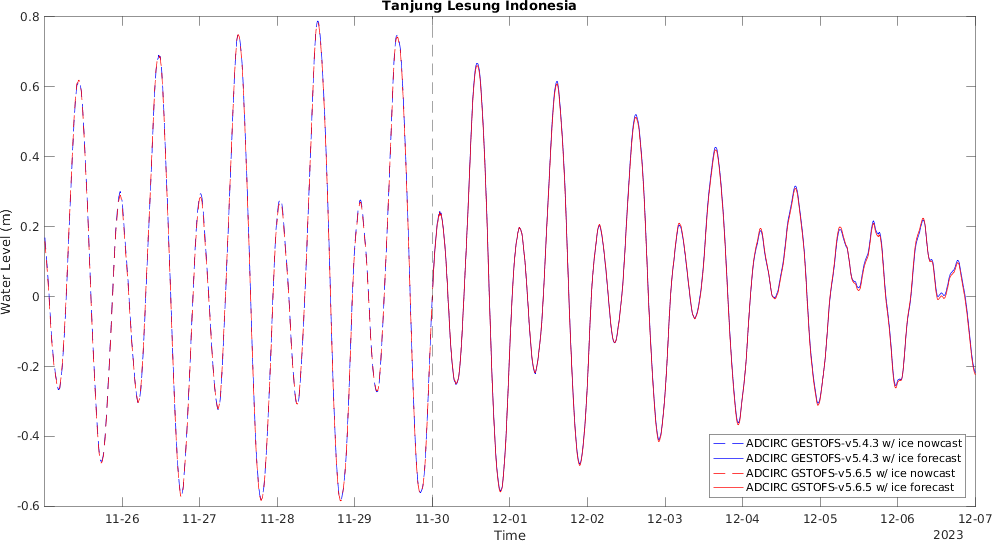 Tanjung Lesung Indonesia
0.8
0.6
0.4
0.2
0
-0.2
-0.4
-0.6
Water Level (m)
ADCIRC GESTOFS-v5.4.3 w/ ice nowcast
ADCIRC GESTOFS-v5.4.3 w/ ice forecast
ADCIRC GSTOFS-v5.6.5 w/ ice nowcast
ADCIRC GSTOFS-v5.6.5 w/ ice forecast
11-26 11-27 11-28 11-29 11-30 12-01 12-02 12-03 12-04 12-05 12-06 12-07
Time
2023